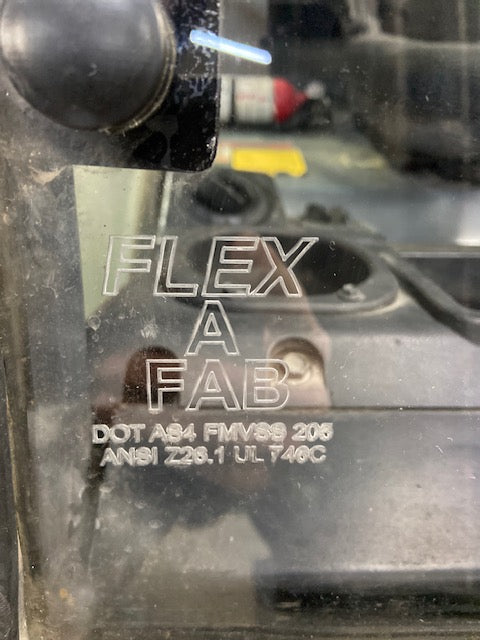 FLEX
A
FAB
DOT AS4 FMVSS 205
ANSI Z26.1 UL 746C